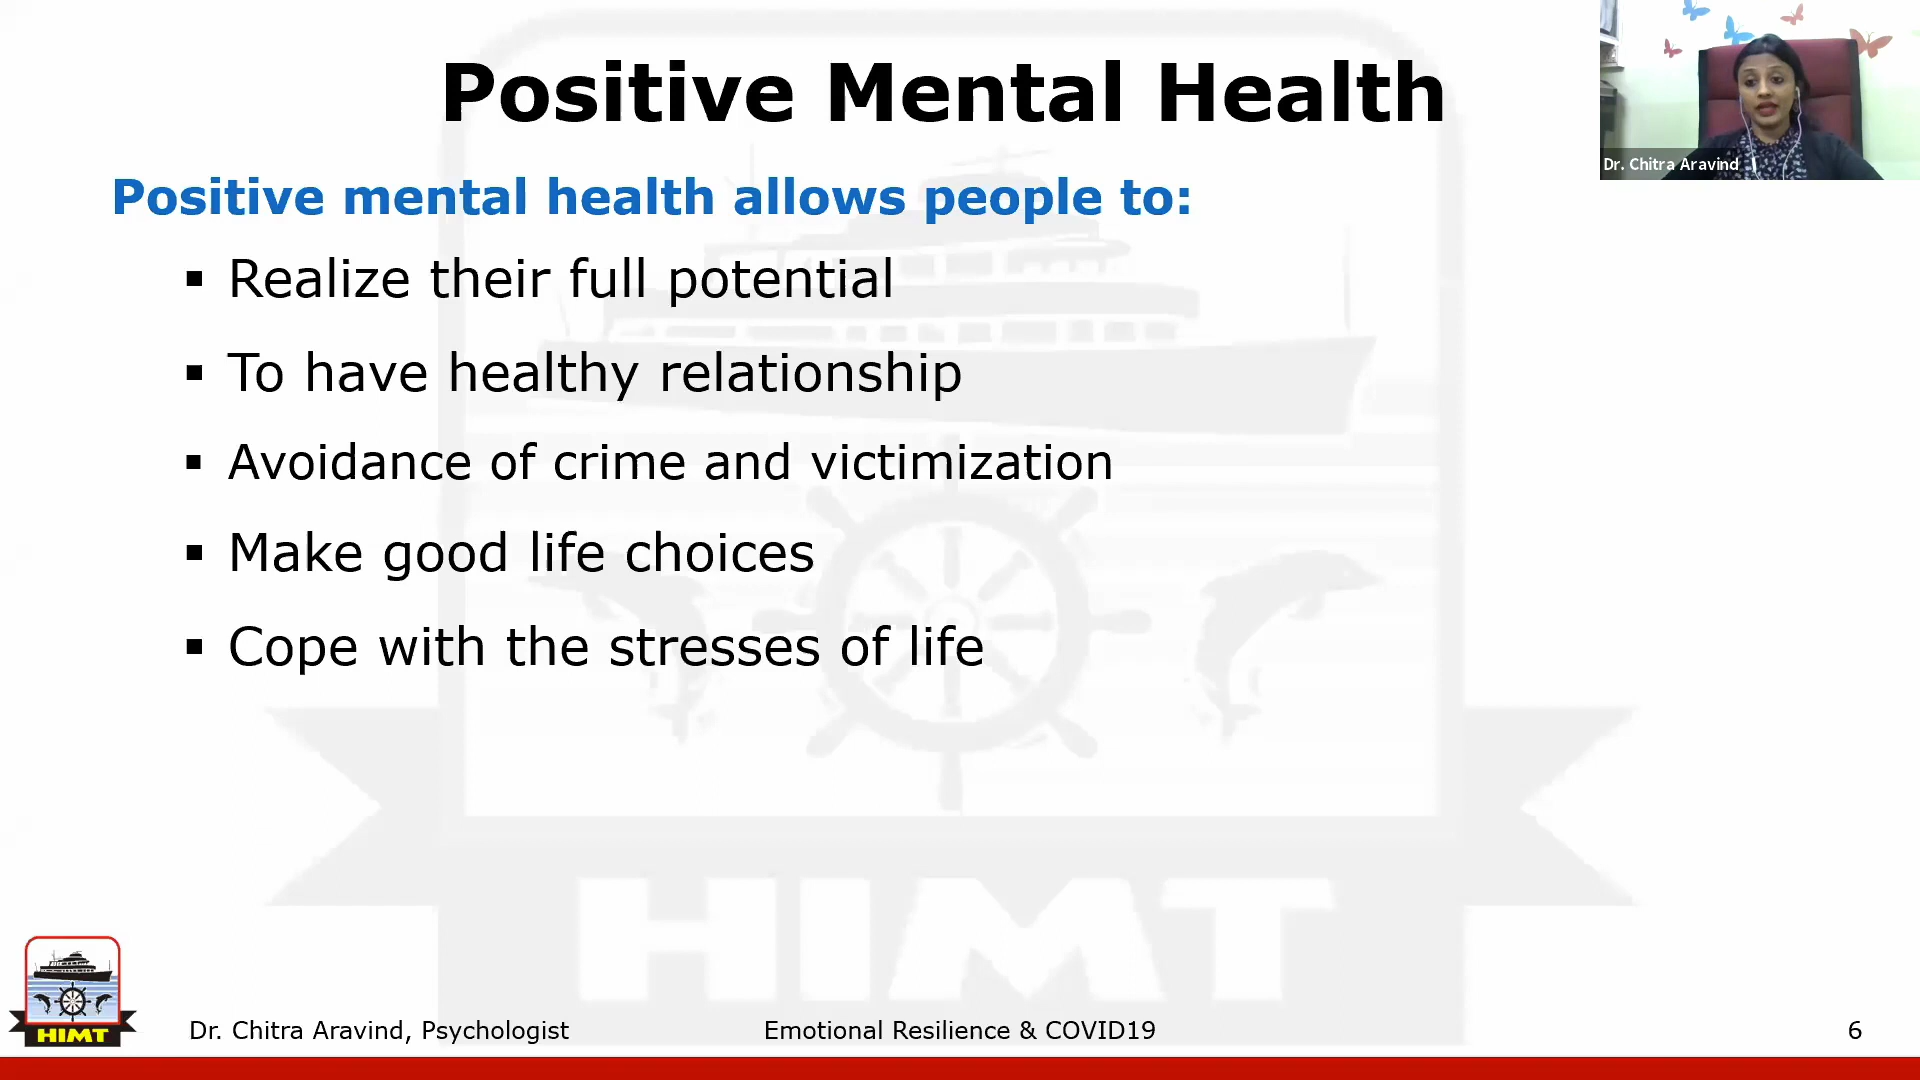 Positive Mental Health
Dr. Chitra Aravind
Positive mental health allows people to:
▪ Realize their full potential
▪ To have healthy relationship
▪ Avoidance of crime and victimization
▪ Make good life choices
▪ Cope with the stresses of life
HIMT
HIMT
Dr. Chitra Aravind, Psychologist
Emotional Resilience & COVID19
6